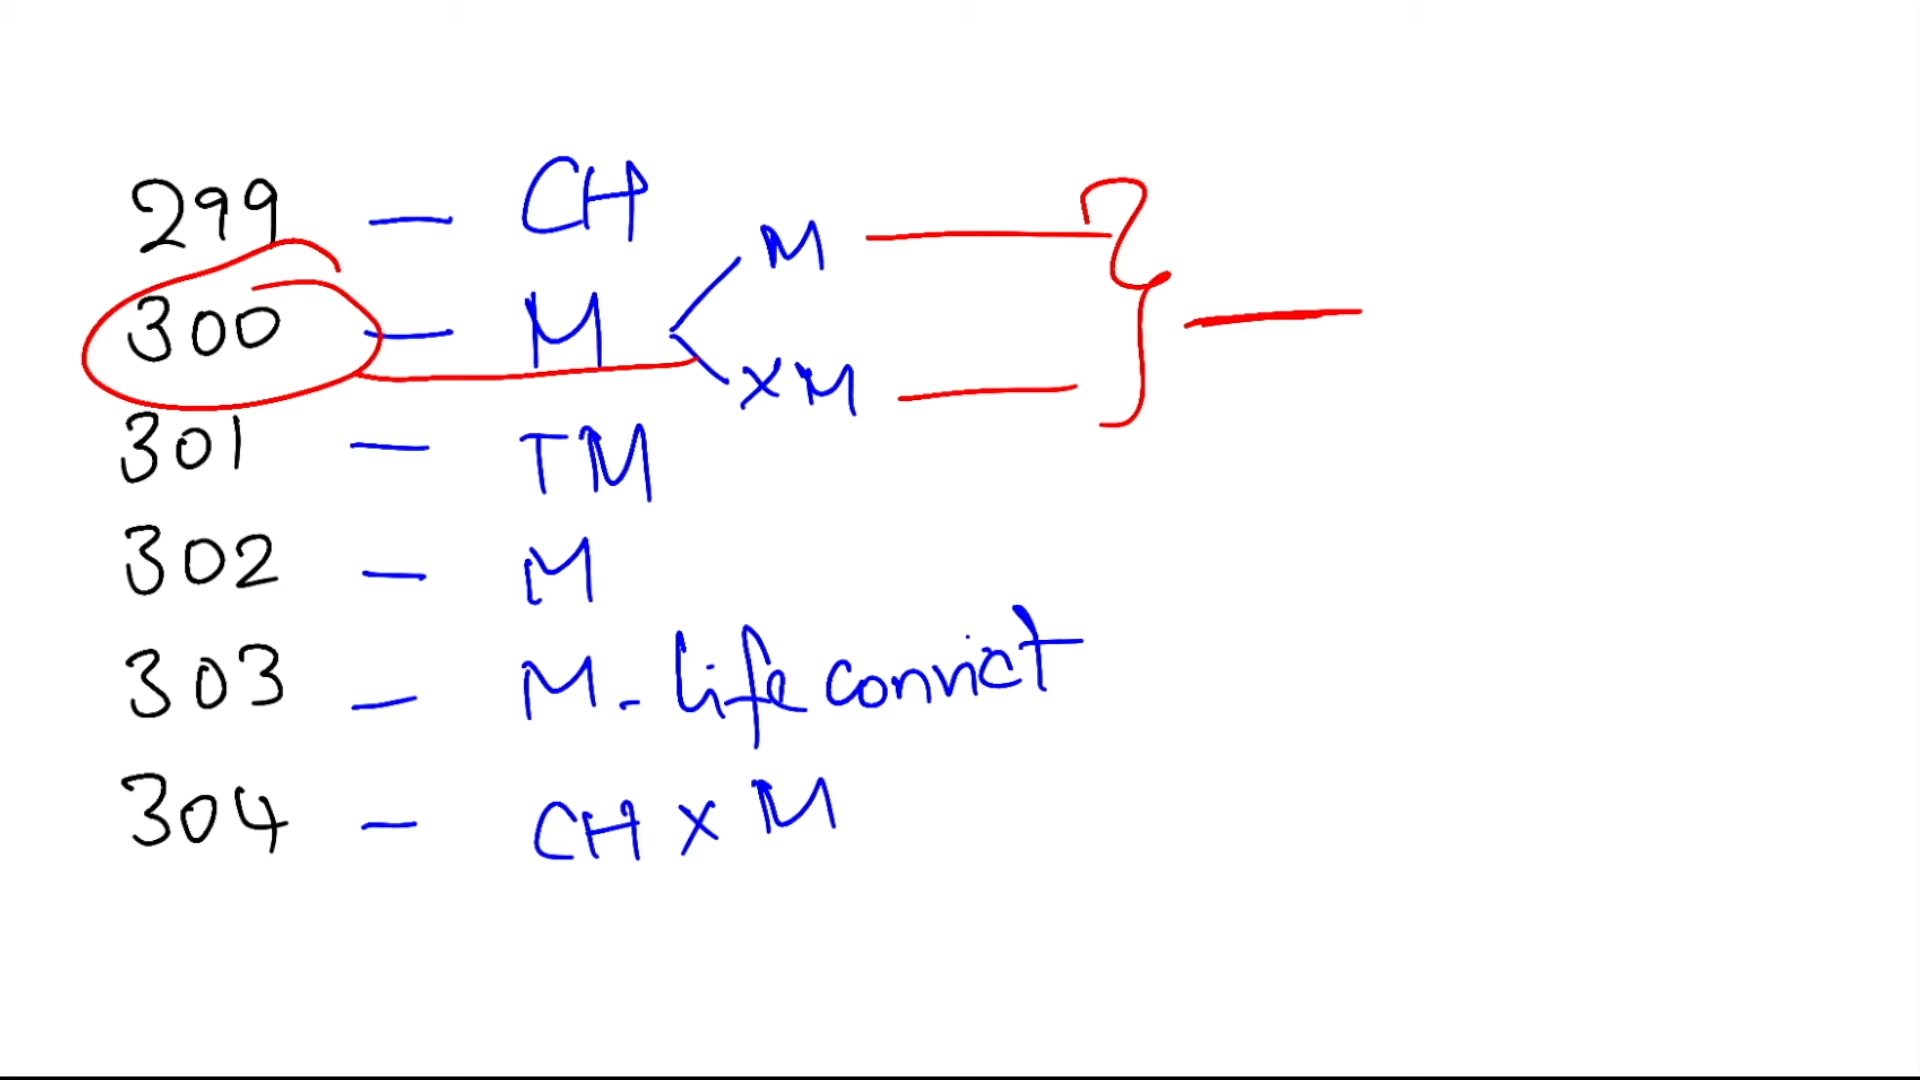 299 — CH
300 — M < M
XM
301 — TM
302 — M
303 — M - life convict
304 — CH X M